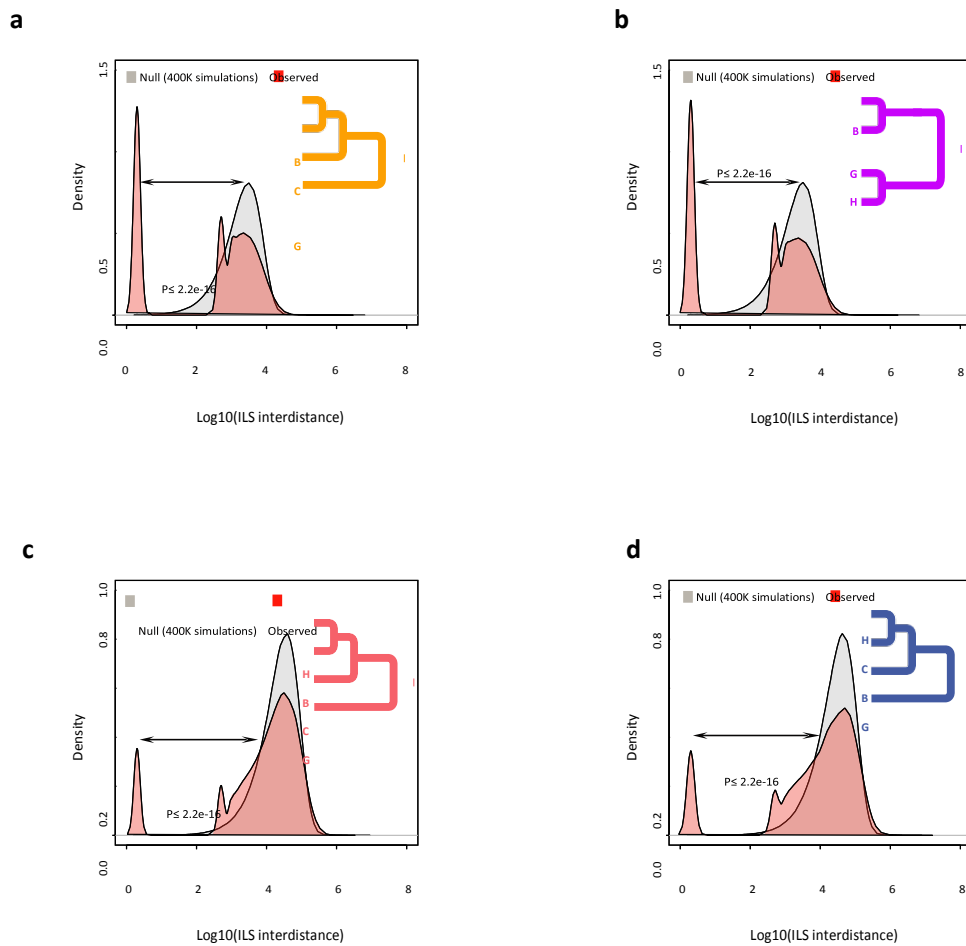 a
Null (400K simulations) Observed
1.5
Density
0.5
0.0
B
C
G
I
P≤ 2.2e-16
0 2 4 6 8
Log10(ILS interdistance)
b
Null (400K simulations) Observed
1.5
Density
0.5
0.0
B
G
H
I
P≤ 2.2e-16
0 2 4 6 8
Log10(ILS interdistance)
c
1.0
Null (400K simulations) Observed
0.8
Density
0.2
0.0
H
B
C
G
I
P≤ 2.2e-16
0 2 4 6 8
Log10(ILS interdistance)
d
Null (400K simulations) Observed
1.0
0.8
Density
0.2
0.0
H
C
B
G
P≤ 2.2e-16
0 2 4 6 8
Log10(ILS interdistance)